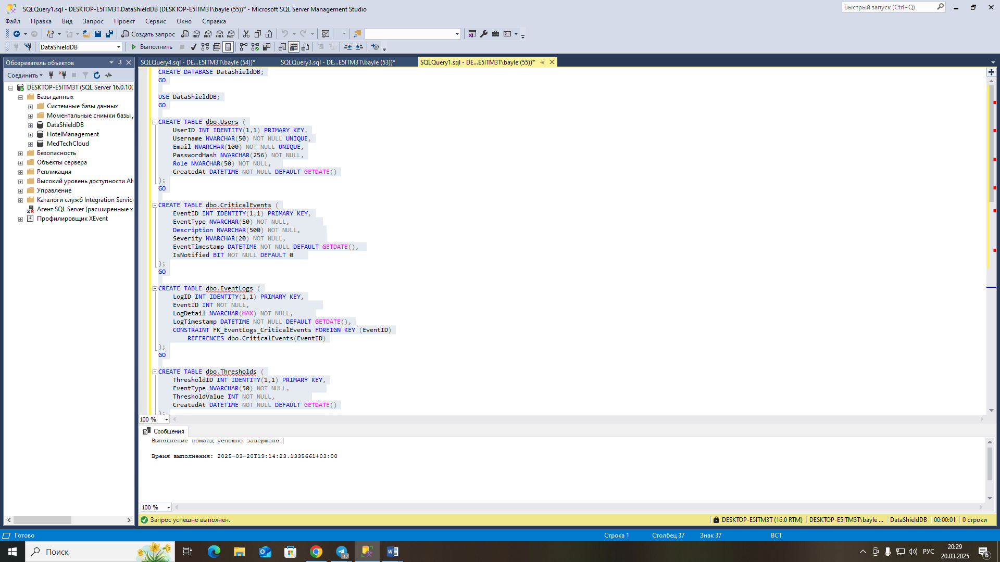 SQLQuery1.sql - DESKTOP-E5ITM3T.DataShieldDB (DESKTOP-E5ITM3T\bayle (55))* - Microsoft SQL Server Management Studio
Быстрый запуск (Ctrl+Q)
Файл Правка Вид Запрос Проект Сервис Окно Справка
Создать запрос MDX DMX XMLA DAX
DataShieldDB Выполнить
Обозреватель объектов
SQLQuery4.sql - DE...E5ITM3T\bayle (54))*
SQLQuery3.sql - DE...E5ITM3T\bayle (53))*
SQLQuery1.sql - DE...E5ITM3T\bayle (55))*
Соединить
DESKTOP-E5ITM3T (SQL Server 16.0.100
Базы данных
Системные базы данных
Моментальные снимки базы
DataShieldDB
HotelManagement
MedTechCloud
Безопасность
Объекты сервера
Репликация
Высокий уровень доступности Al
Управление
Каталоги служб Integration Service
Агент SQL Server (расширенные х
Профилировщик XEvent
CREATE DATABASE DataShieldDB;
GO
USE DataShieldDB;
GO
CREATE TABLE dbo.Users (
UserID INT IDENTITY(1,1) PRIMARY KEY,
Username NVARCHAR(50) NOT NULL UNIQUE,
Email NVARCHAR(100) NOT NULL UNIQUE,
PasswordHash NVARCHAR(256) NOT NULL,
Role NVARCHAR(50) NOT NULL,
CreatedAt DATETIME NOT NULL DEFAULT GETDATE()
);
GO
CREATE TABLE dbo.CriticalEvents (
EventID INT IDENTITY(1,1) PRIMARY KEY,
EventType NVARCHAR(50) NOT NULL,
Description NVARCHAR(500) NOT NULL,
Severity NVARCHAR(20) NOT NULL,
EventTimestamp DATETIME NOT NULL DEFAULT GETDATE(),
IsNotified BIT NOT NULL DEFAULT 0
);
GO
CREATE TABLE dbo.EventLogs (
LogID INT IDENTITY(1,1) PRIMARY KEY,
EventID INT NOT NULL,
LogDetail NVARCHAR(MAX) NOT NULL,
LogTimestamp DATETIME NOT NULL DEFAULT GETDATE(),
CONSTRAINT FK_EventLogs_CriticalEvents FOREIGN KEY (EventID)
REFERENCES dbo.CriticalEvents(EventID)
);
GO
CREATE TABLE dbo.Thresholds (
ThresholdID INT IDENTITY(1,1) PRIMARY KEY,
EventType NVARCHAR(50) NOT NULL,
ThresholdValue INT NOT NULL,
CreatedAt DATETIME NOT NULL DEFAULT GETDATE()
);
100 %
Сообщения
Выполнение команд успешно завершено.
Время выполнения: 2025-03-20T19:14:23.1335661+03:00
100 %
Запрос успешно выполнен. DESKTOP-E5ITM3T (16.0 RTM) DESKTOP-E5ITM3T\bayle ... DataShieldDB 00:00:01 0 строки
Готово Строка 1 Столбец 37 Знак 37 ВСТ
Поиск
17
РУС
20:29
20.03.2025
6